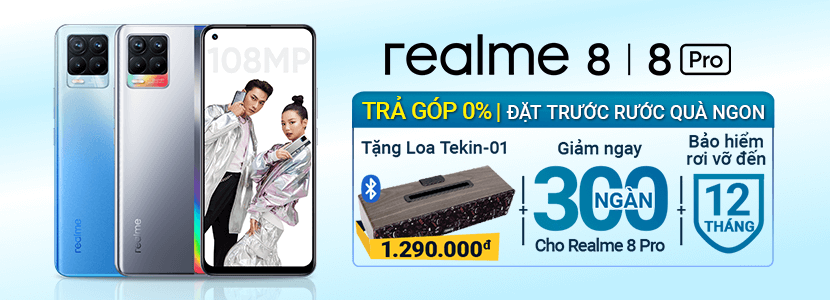 108MP
realme
realme
realme 8 | 8 Pro
TRẢ GÓP 0% | ĐẶT TRƯỚC RƯỚC QUÀ NGON
Tặng Loa Tekin-01
1.290.000đ
+
Giảm ngay
300 NGÀN
Cho Realme 8 Pro
+
Bảo hiểm
rơi vỡ đến
12
THÁNG